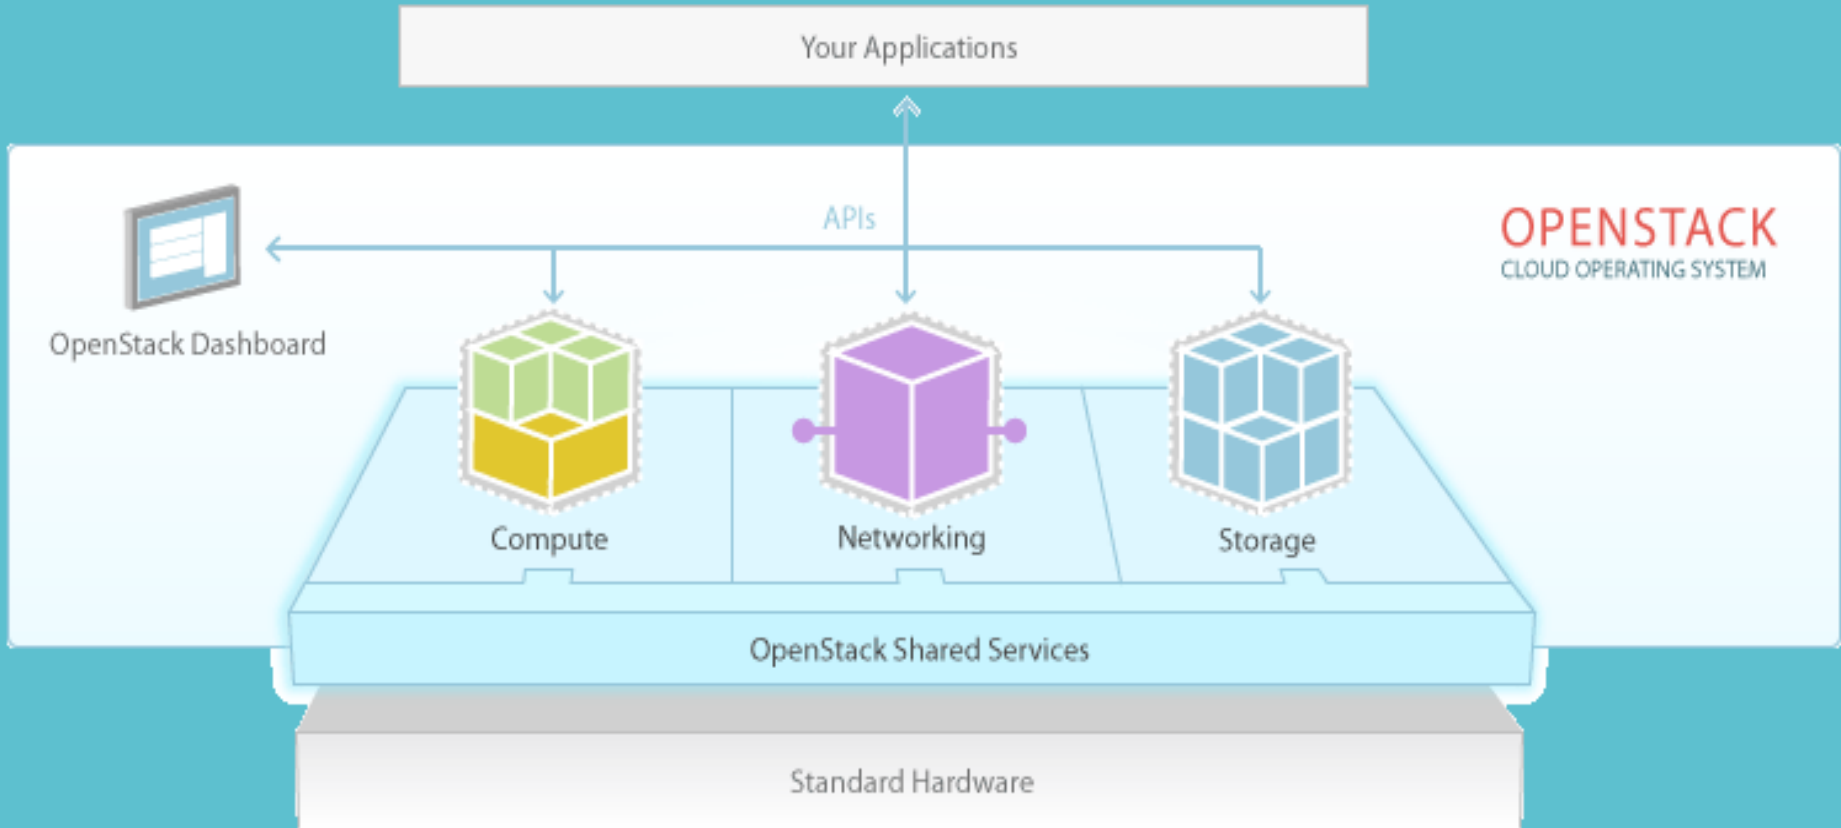 Your Applications
APIs
OPENSTACK
CLOUD OPERATING SYSTEM
OpenStack Dashboard
Compute
Networking
Storage
OpenStack Shared Services
Standard Hardware